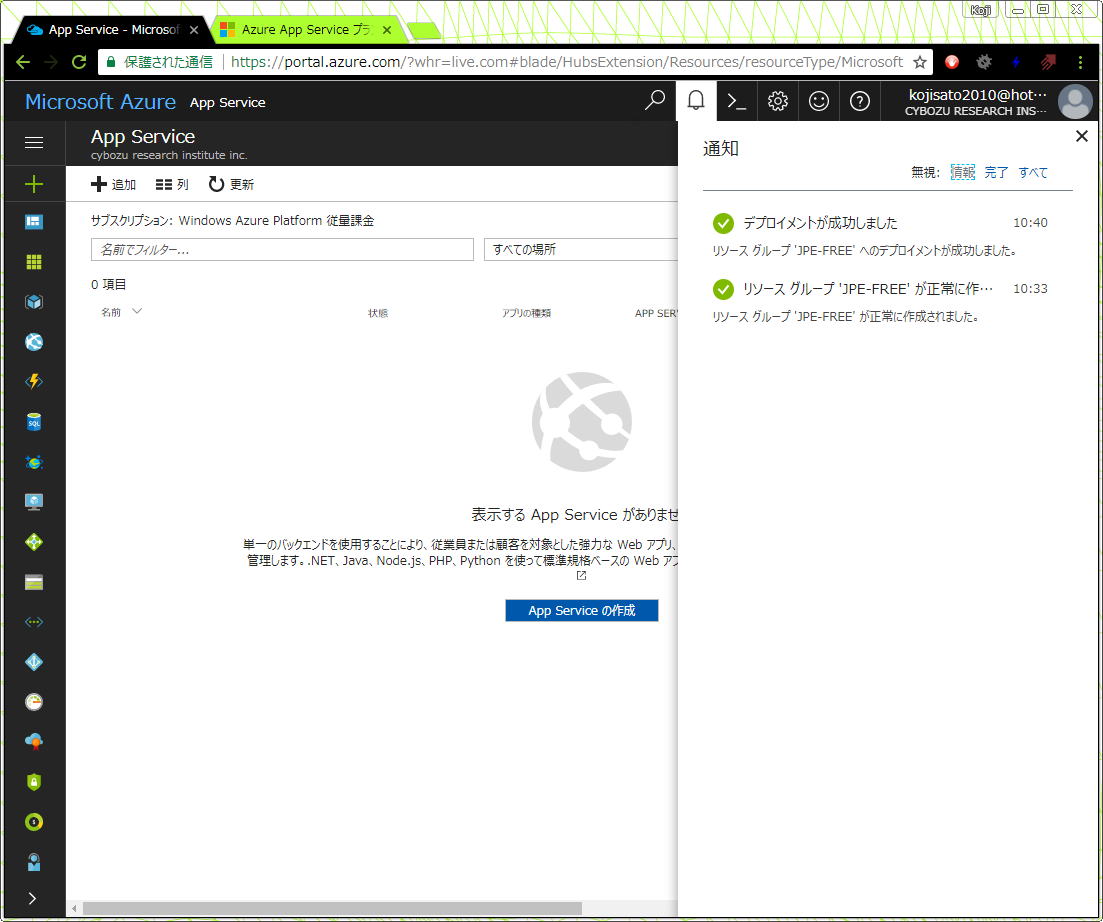 Koji
App Service - Microsof
Azure App Service プラ
保護された通信
https://portal.azure.com/?whr=live.com#blade/HubsExtension/Resources/resourceType/Microsoft
Microsoft Azure
App Service
kojisato2010@hot…
CYBOZU RESEARCH INS…
App Service
cybozu research institute inc.
追加
列
更新
サブスクリプション: Windows Azure Platform 従量課金
名前でフィルター...
すべての場所
0 項目
名前
状態
アプリの種類
APP SER
SQL
表示する App Service がありませ
単一のバックエンドを使用することにより、従業員または顧客を対象とした強力な Web アプリ、
管理します。.NET、Java、Node.js、PHP、Python を使って標準規格ベースの Web アプ
App Service の作成
通知
無視: 情報 完了 すべて
デプロイメントが成功しました 10:40
リソース グループ 'JPE-FREE' へのデプロイメントが成功しました。
リソース グループ 'JPE-FREE' が正常に作… 10:33
リソース グループ 'JPE-FREE' が正常に作成されました。